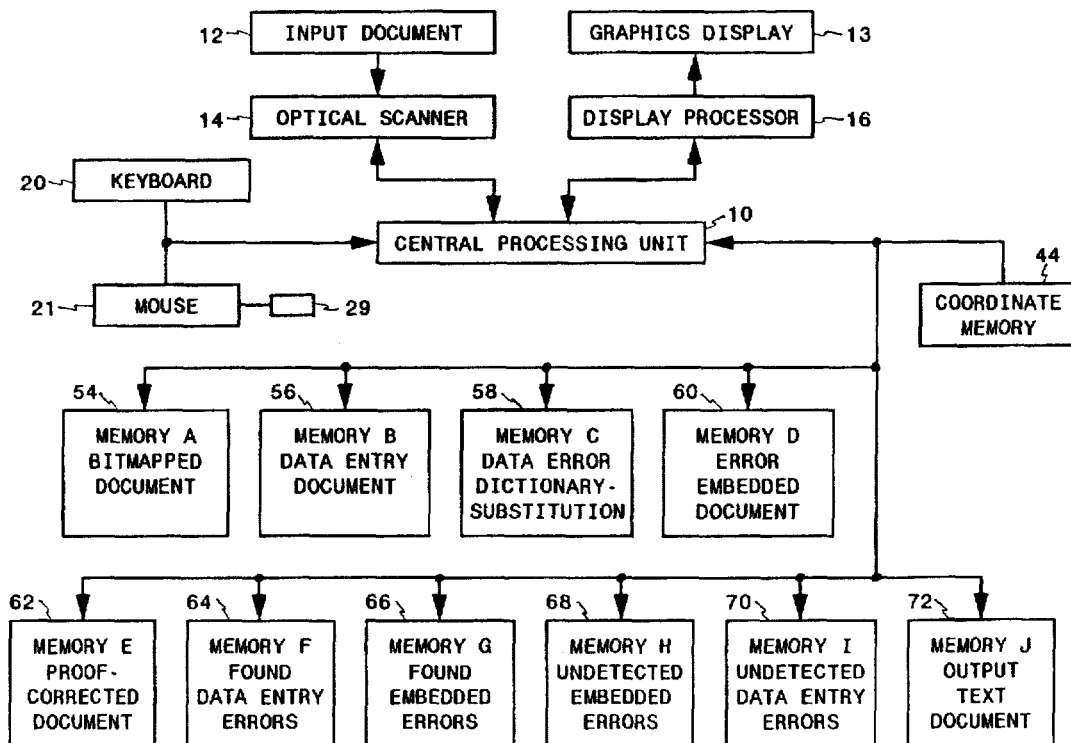 12 INPUT DOCUMENT
GRAPHICS DISPLAY 13
14 OPTICAL SCANNER
DISPLAY PROCESSOR 16
20 KEYBOARD
10
CENTRAL PROCESSING UNIT
21 MOUSE 29
44
COORDINATE
MEMORY
54
MEMORY A
BITMAPPED
DOCUMENT
56
MEMORY B
DATA ENTRY
DOCUMENT
58
MEMORY C
DATA ERROR
DICTIONARY-
SUBSTITUTION
60
MEMORY D
ERROR
EMBEDDED
DOCUMENT
62
MEMORY E
PROOF-
CORRECTED
DOCUMENT
64
MEMORY F
FOUND
DATA ENTRY
ERRORS
66
MEMORY G
FOUND
EMBEDDED
ERRORS
68
MEMORY H
UNDETECTED
EMBEDDED
ERRORS
70
MEMORY I
UNDETECTED
DATA ENTRY
ERRORS
72
MEMORY J
OUTPUT
TEXT
DOCUMENT